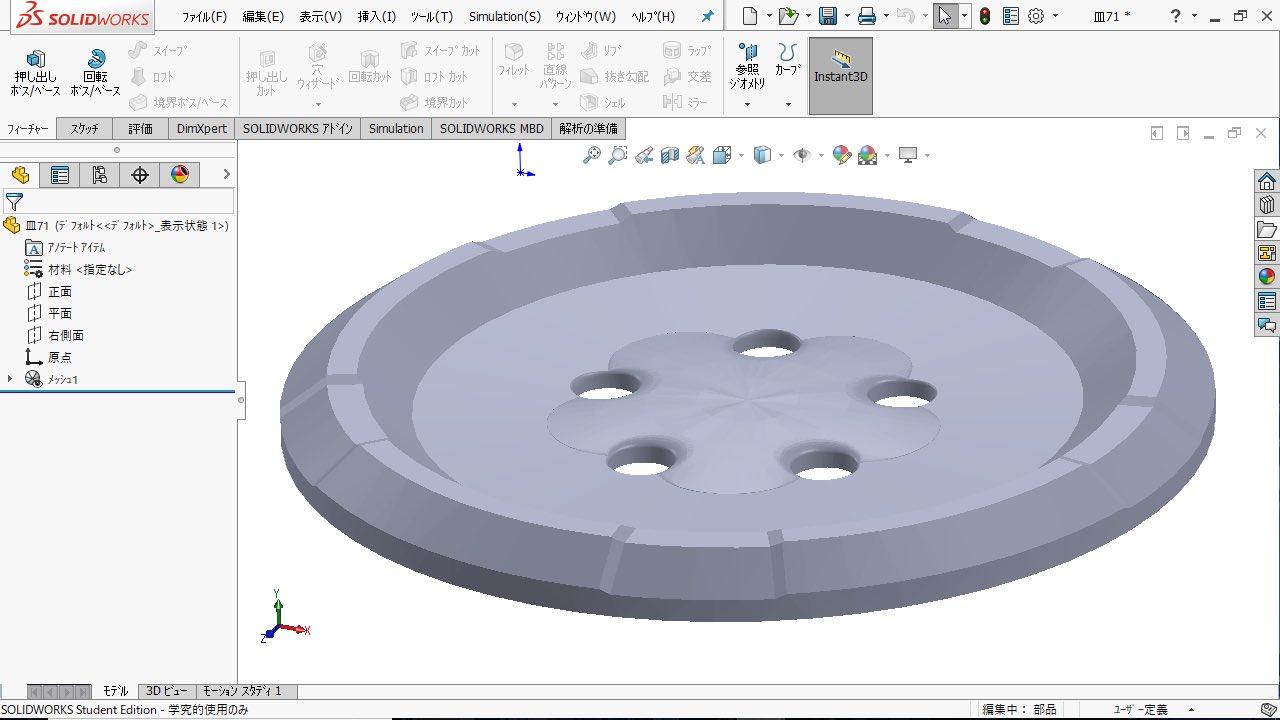 SOLIDWORKS
ファイル(F) 編集(E) 表示(V) 挿入(I) ツール(T) Simulation(S) ウィンドウ(W) ヘルプ(H)
皿71 *
押し出し
ボス/ベース
回転
ボス/ベース
スイープ
ロフト
境界ボス/ベース
押し出し
カット
穴
ウィザード
回転カット
スイープ カット
ロフト カット
境界カット
フィレット
直線
パターン
リブ
抜き勾配
シェル
ラップ
交差
ミラー
参照
ジオメトリ
カーブ
Instant3D
フィーチャー スケッチ 評価 DimXpert SOLIDWORKS アドイン Simulation SOLIDWORKS MBD 解析の準備
皿71 (デフォルト<<デフォルト>_表示状態 1>)
A アノテート アイテム
材料 <指定なし>
正面
平面
右側面
原点
メッシュ1
Y
X
Z
モデル 3D ビュー モーション スタディ 1
SOLIDWORKS Student Edition - 学究的使用のみ
編集中: 部品
ユーザー定義